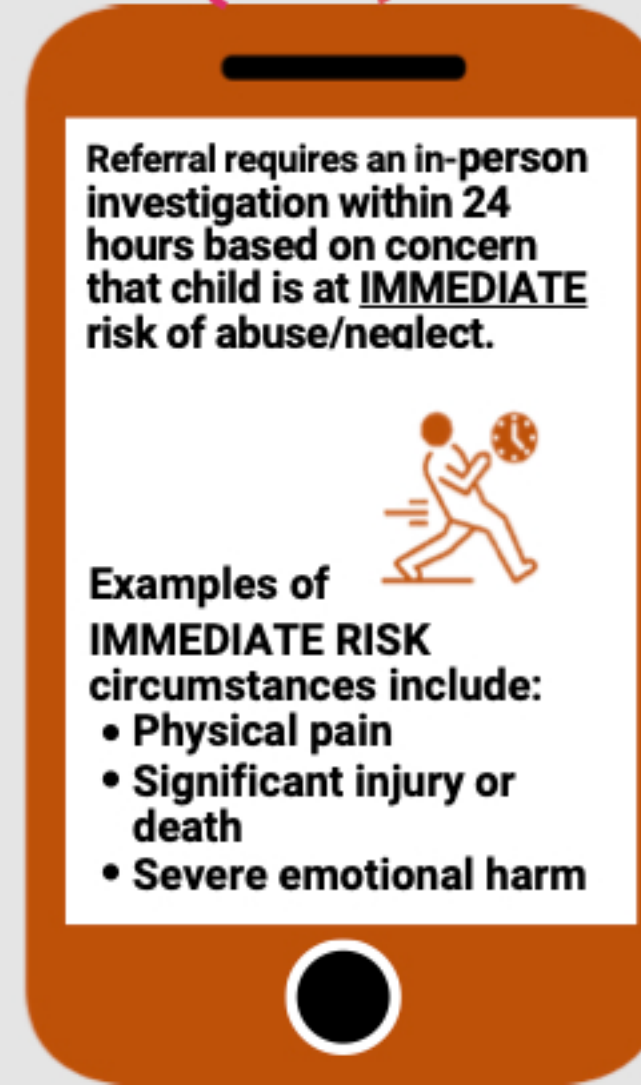 Referral requires an in-person
investigation within 24
hours based on concern
that child is at IMMEDIATE
risk of abuse/neglect.
Examples of
IMMEDIATE RISK
circumstances include:
• Physical pain
• Significant injury or
death
• Severe emotional harm